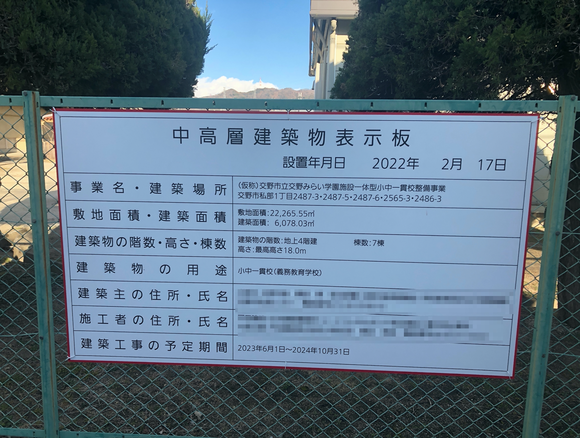 中高層建築物表示板
設置年月日 2022年 2月 17日
事業名・建築場所
(仮称)交野市立交野みらい学園施設一体型小中一貫校整備事業
交野市私部1丁目2487-3・2487-5・2487-6・2565-3・2486-3
敷地面積・建築面積
敷地面積: 22,265.55㎡
建築面積: 6,078.03㎡
建築物の階数・高さ・棟数
建築物の階数:地上4階建 棟数:7棟
高さ:最高高さ18.0m
建築物の用途
小中一貫校(義務教育学校)
建築主の住所・氏名
施工者の住所・氏名
建築工事の予定期間
2023年6月1日〜2024年10月31日